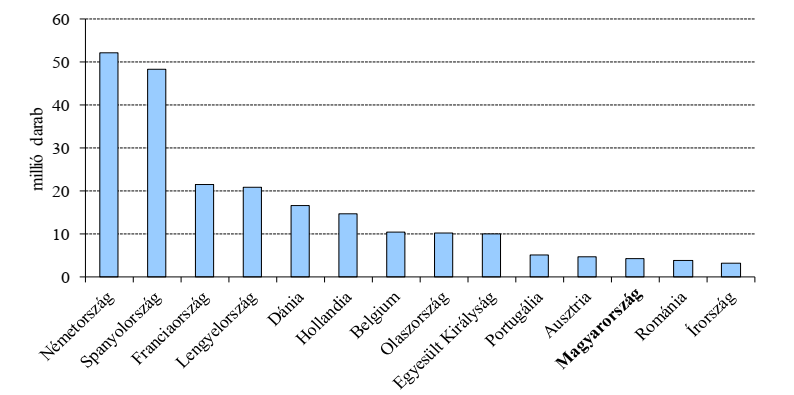 60
50
40
30
20
10
0
millió darab
Németország
Spanyolország
Franciaország
Lengyelország
Dánia
Hollandia
Belgium
Olaszország
Egyesült Királyság
Portugália
Ausztria
Magyarország
Románia
Írország